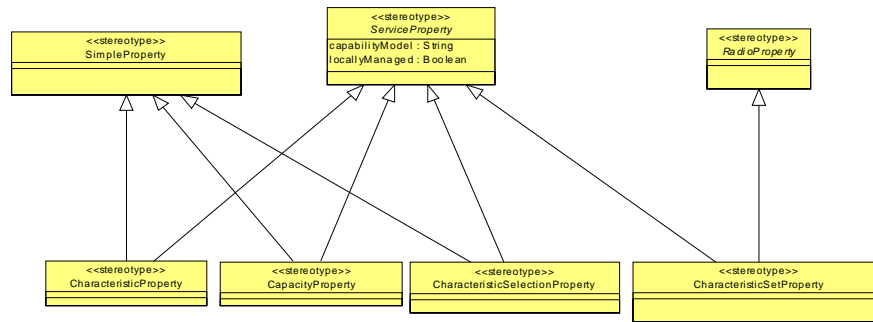 <<stereotype>>
SimpleProperty
<<stereotype>>
ServiceProperty
capabilityModel : String
locallyManaged : Boolean
<<stereotype>>
RadioProperty
<<stereotype>>
CharacteristicProperty
<<stereotype>>
CapacityProperty
<<stereotype>>
CharacteristicSelectionProperty
<<stereotype>>
CharacteristicSetProperty